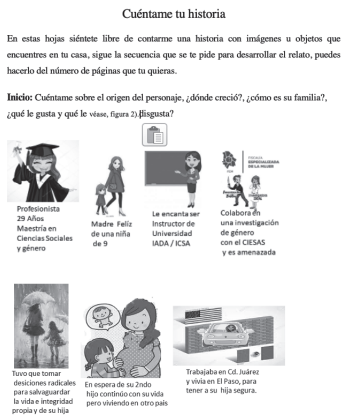 Cuéntame tu historia
En estas hojas siéntete libre de contarme una historia con imágenes u objetos que
encuentres en tu casa, sigue la secuencia que se te pide para desarrollar el relato, puedes
hacerlo del número de páginas que tu quieras.
Inicio: Cuéntame sobre el origen del personaje, ¿dónde creció?, ¿cómo es su familia?,
¿qué le gusta y qué le véase, figura 2).disgusta?
Profesionista
29 Años
Maestría en
Ciencias Sociales
y género
Madre Feliz
de una niña
de 9
Le encanta ser
Instructor de
Universidad
IADA / ICSA
FISCALÍA
ESPECIALIZADA
DE LA MUJER
Colabora en
una investigación
de género
con el CIESAS
y es amenazada
Tuvo que tomar
desiciones radicales
para salvaguardar
la vida e integridad
propia y de su hija
En espera de su 2ndo
hijo continúo con su vida
pero viviendo en otro país
Trabajaba en Cd. Juárez
y vivía en El Paso, para
tener a su hija segura.